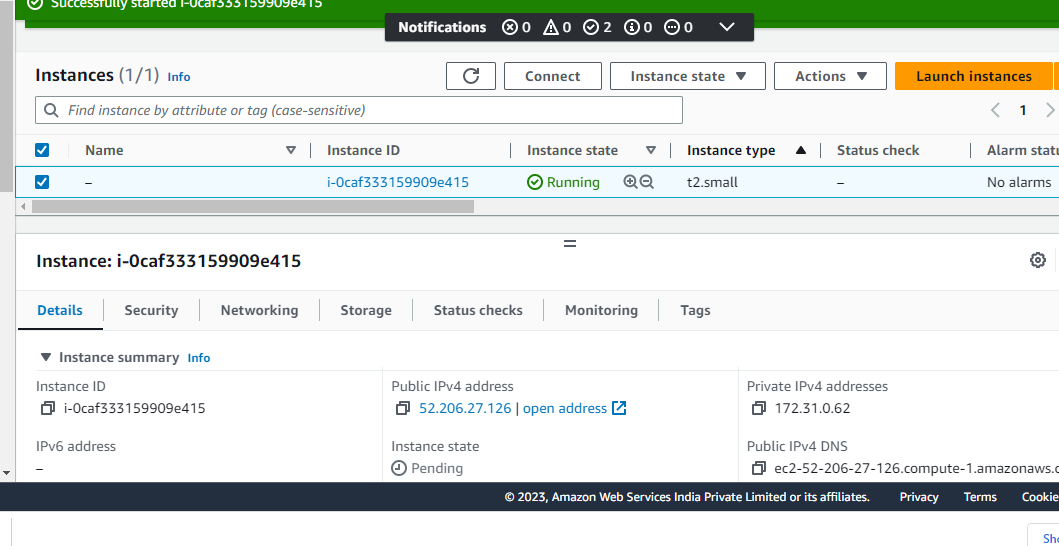 Successfully started i-0caf333159909e415
Notifications 0 0 2 0 0
Instances (1/1) Info
Connect Instance state Actions Launch instances
Find instance by attribute or tag (case-sensitive)
1
Name Instance ID Instance state Instance type Status check Alarm statu
– i-0caf333159909e415 Running t2.small – No alarms
Instance: i-0caf333159909e415
Details Security Networking Storage Status checks Monitoring Tags
Instance summary Info
Instance ID Public IPv4 address Private IPv4 addresses
i-0caf333159909e415 52.206.27.126 | open address 172.31.0.62
IPv6 address Instance state Public IPv4 DNS
– Pending ec2-52-206-27-126.compute-1.amazonaws.c
© 2023, Amazon Web Services India Private Limited or its affiliates. Privacy Terms Cookie
Sho